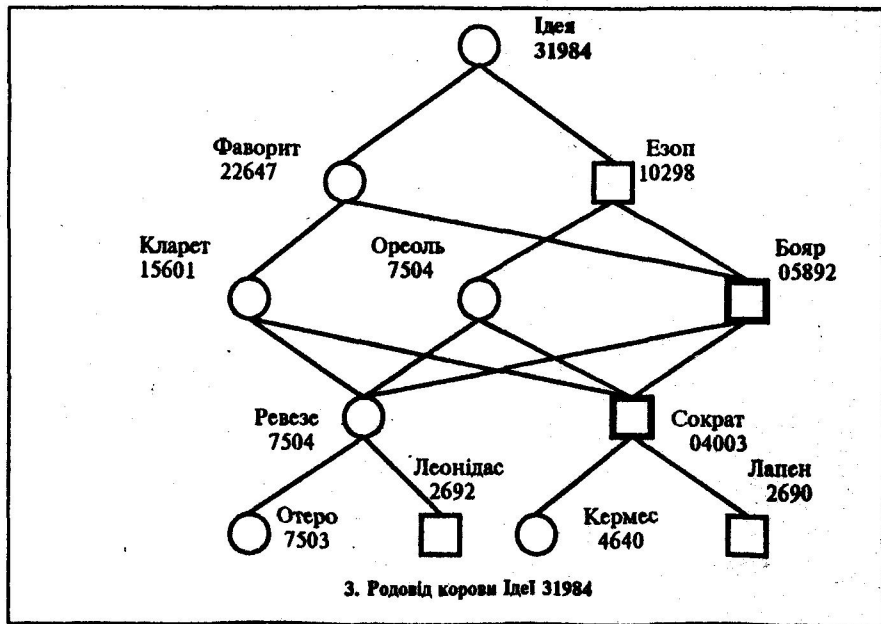 Ідея
31984
Фаворит
22647
Езоп
10298
Кларет
15601
Ореоль
7504
Бояр
05892
Ревезе
7504
Сократ
04003
Леонідас
2692
Лапен
2690
Отеро
7503
Кермес
4640
3. Родовід корови Ідеї 31984